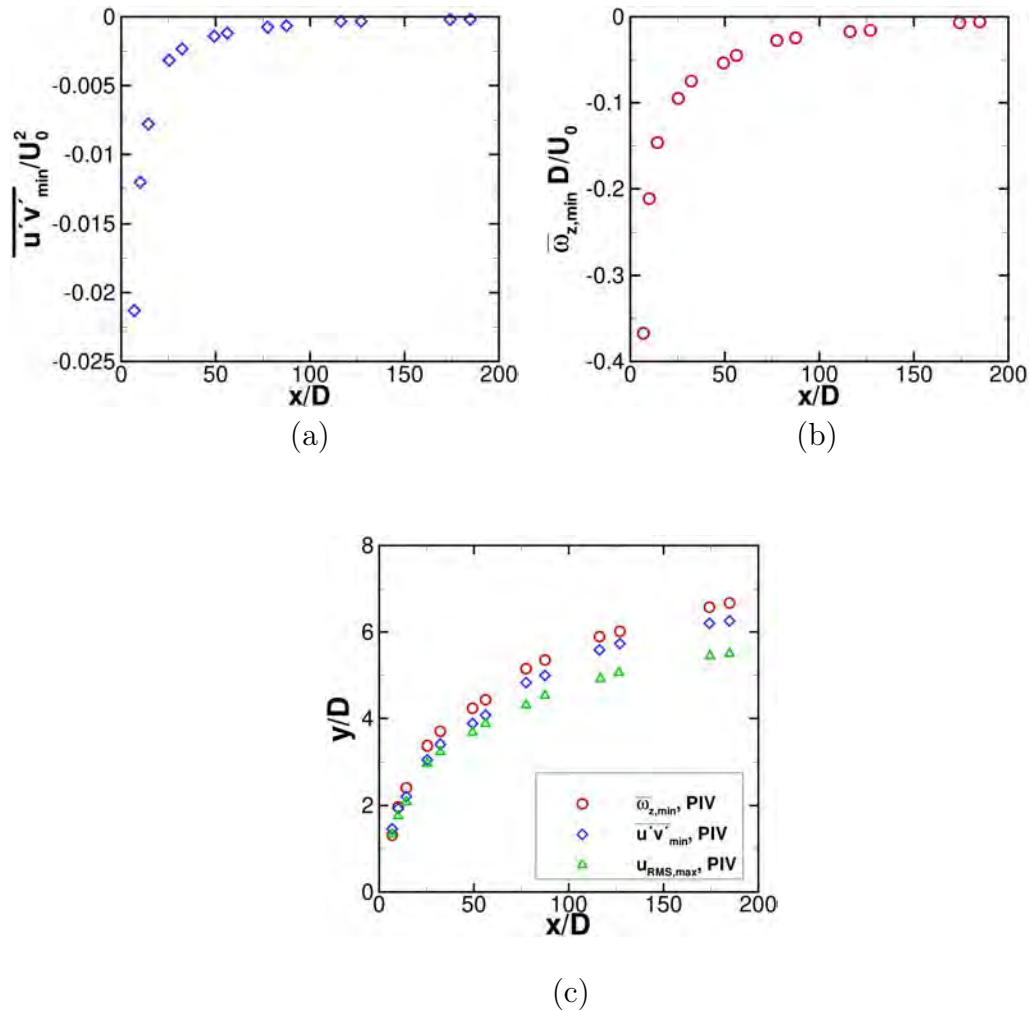 0
-0.005
-0.01
-0.015
-0.02
-0.025
0 50 100 150 200
u′v′min/U0²
x/D
(a)
0
-0.1
-0.2
-0.3
-0.4
0 50 100 150 200
ω̅z,min D/U0
x/D
(b)
8
6
4
2
0
0 50 100 150 200
y/D
x/D
ω̅z,min, PIV
u′v′min, PIV
uRMS,max, PIV
(c)